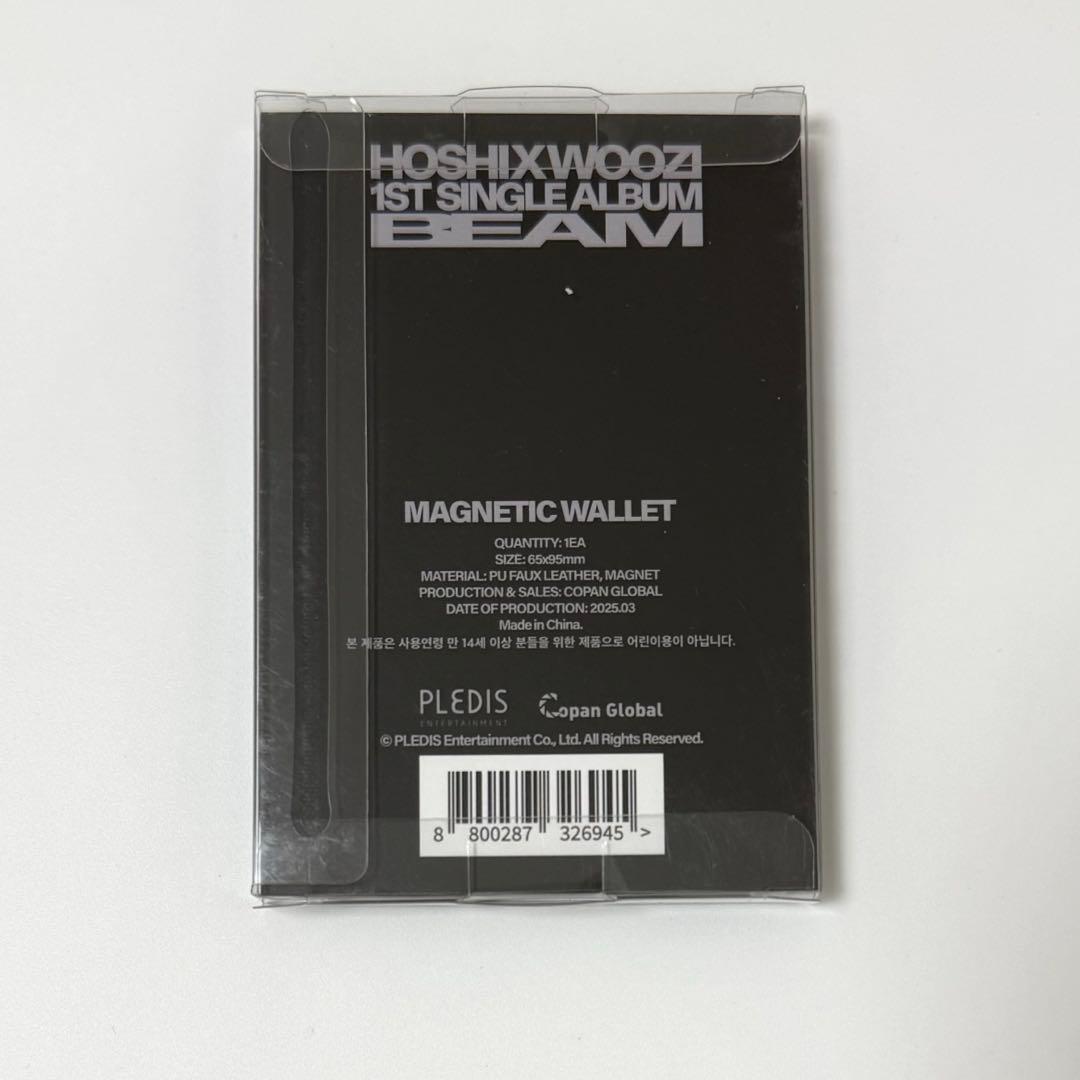 HOSHI X WOOZI
1ST SINGLE ALBUM
BEAM
MAGNETIC WALLET
QUANTITY: 1EA
SIZE: 65x95mm
MATERIAL: PU FAUX LEATHER, MAGNET
PRODUCTION & SALES: COPAN GLOBAL
DATE OF PRODUCTION: 2025.03
Made in China.
본 제품은 사용연령 만 14세 이상 분들을 위한 제품으로 어린이용이 아닙니다.
PLEDIS
ENTERTAINMENT
Copan Global
© PLEDIS Entertainment Co., Ltd. All Rights Reserved.
8 800287 326945 >